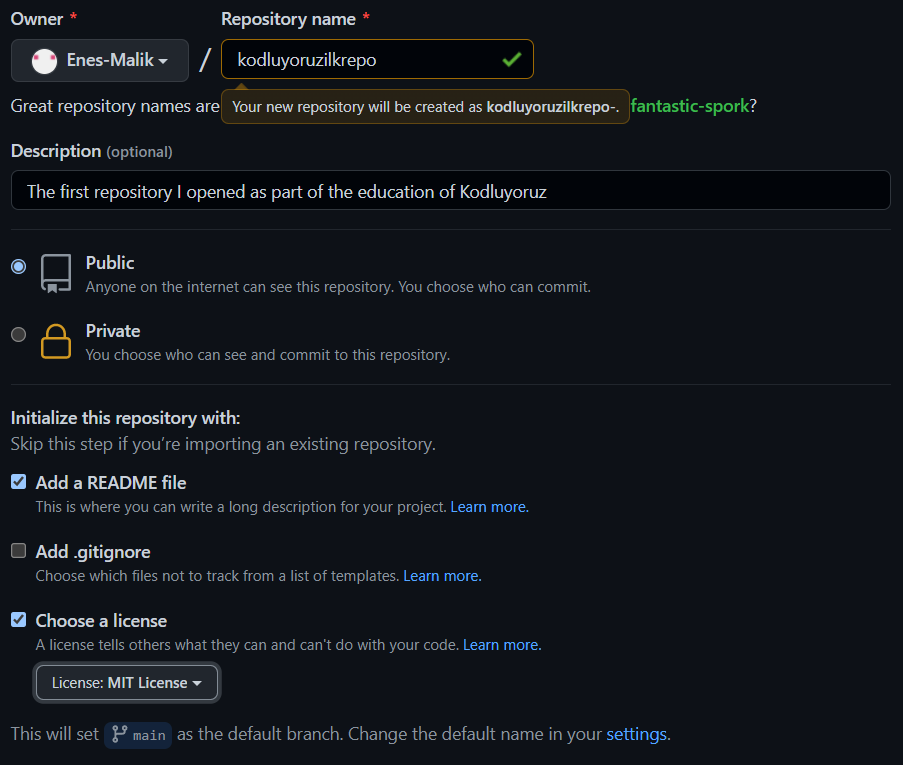 Owner * Repository name *
Enes-Malik / kodluyoruzilkrepo
Great repository names are Your new repository will be created as kodluyoruzilkrepo-. fantastic-spork?
Description (optional)
The first repository I opened as part of the education of Kodluyoruz
Public
Anyone on the internet can see this repository. You choose who can commit.
Private
You choose who can see and commit to this repository.
Initialize this repository with:
Skip this step if you’re importing an existing repository.
Add a README file
This is where you can write a long description for your project. Learn more.
Add .gitignore
Choose which files not to track from a list of templates. Learn more.
Choose a license
A license tells others what they can and can't do with your code. Learn more.
License: MIT License
This will set main as the default branch. Change the default name in your settings.